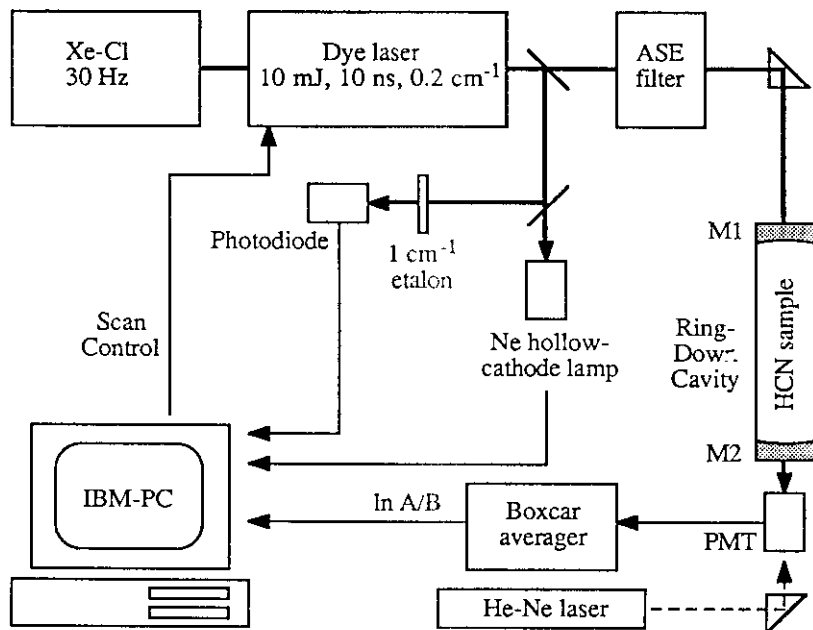 Xe-Cl
30 Hz
Dye laser
10 mJ, 10 ns, 0.2 cm⁻¹
ASE
filter
Photodiode
1 cm⁻¹
etalon
M1
Scan
Control
Ne hollow-
cathode lamp
Ring-
Down
Cavity
HCN sample
M2
IBM-PC
In A/B
Boxcar
averager
PMT
He-Ne laser